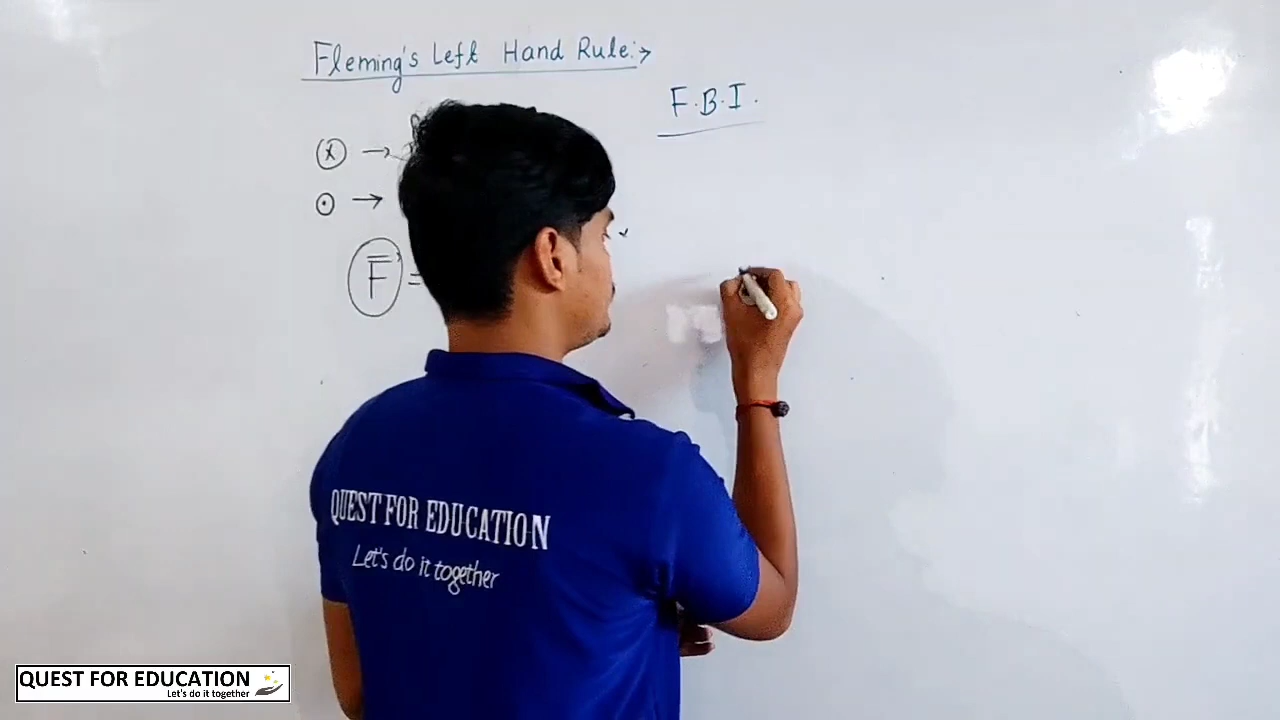 Fleming's Left Hand Rule:→
F.B.I.
ⓧ →
⊙ →
F =
QUEST FOR EDUCATION
Let's do it together
QUEST FOR EDUCATION
Let's do it together